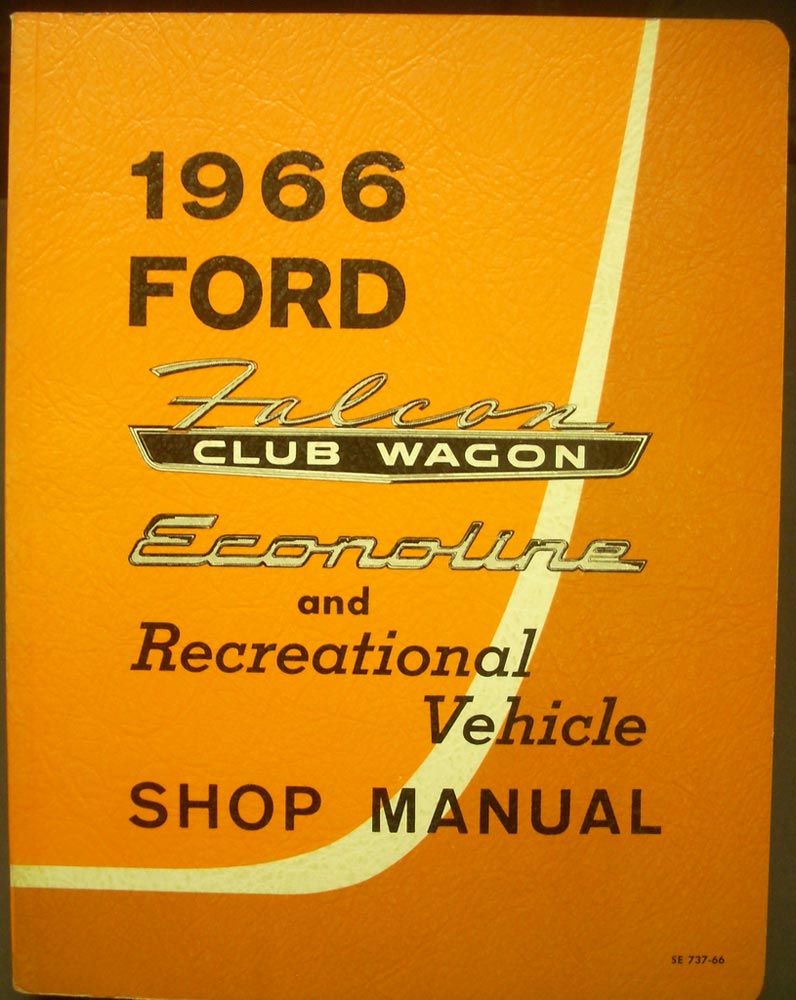 1966
FORD
Falcon
CLUB WAGON
Econoline
and
Recreational
Vehicle
SHOP MANUAL
SE 737-66